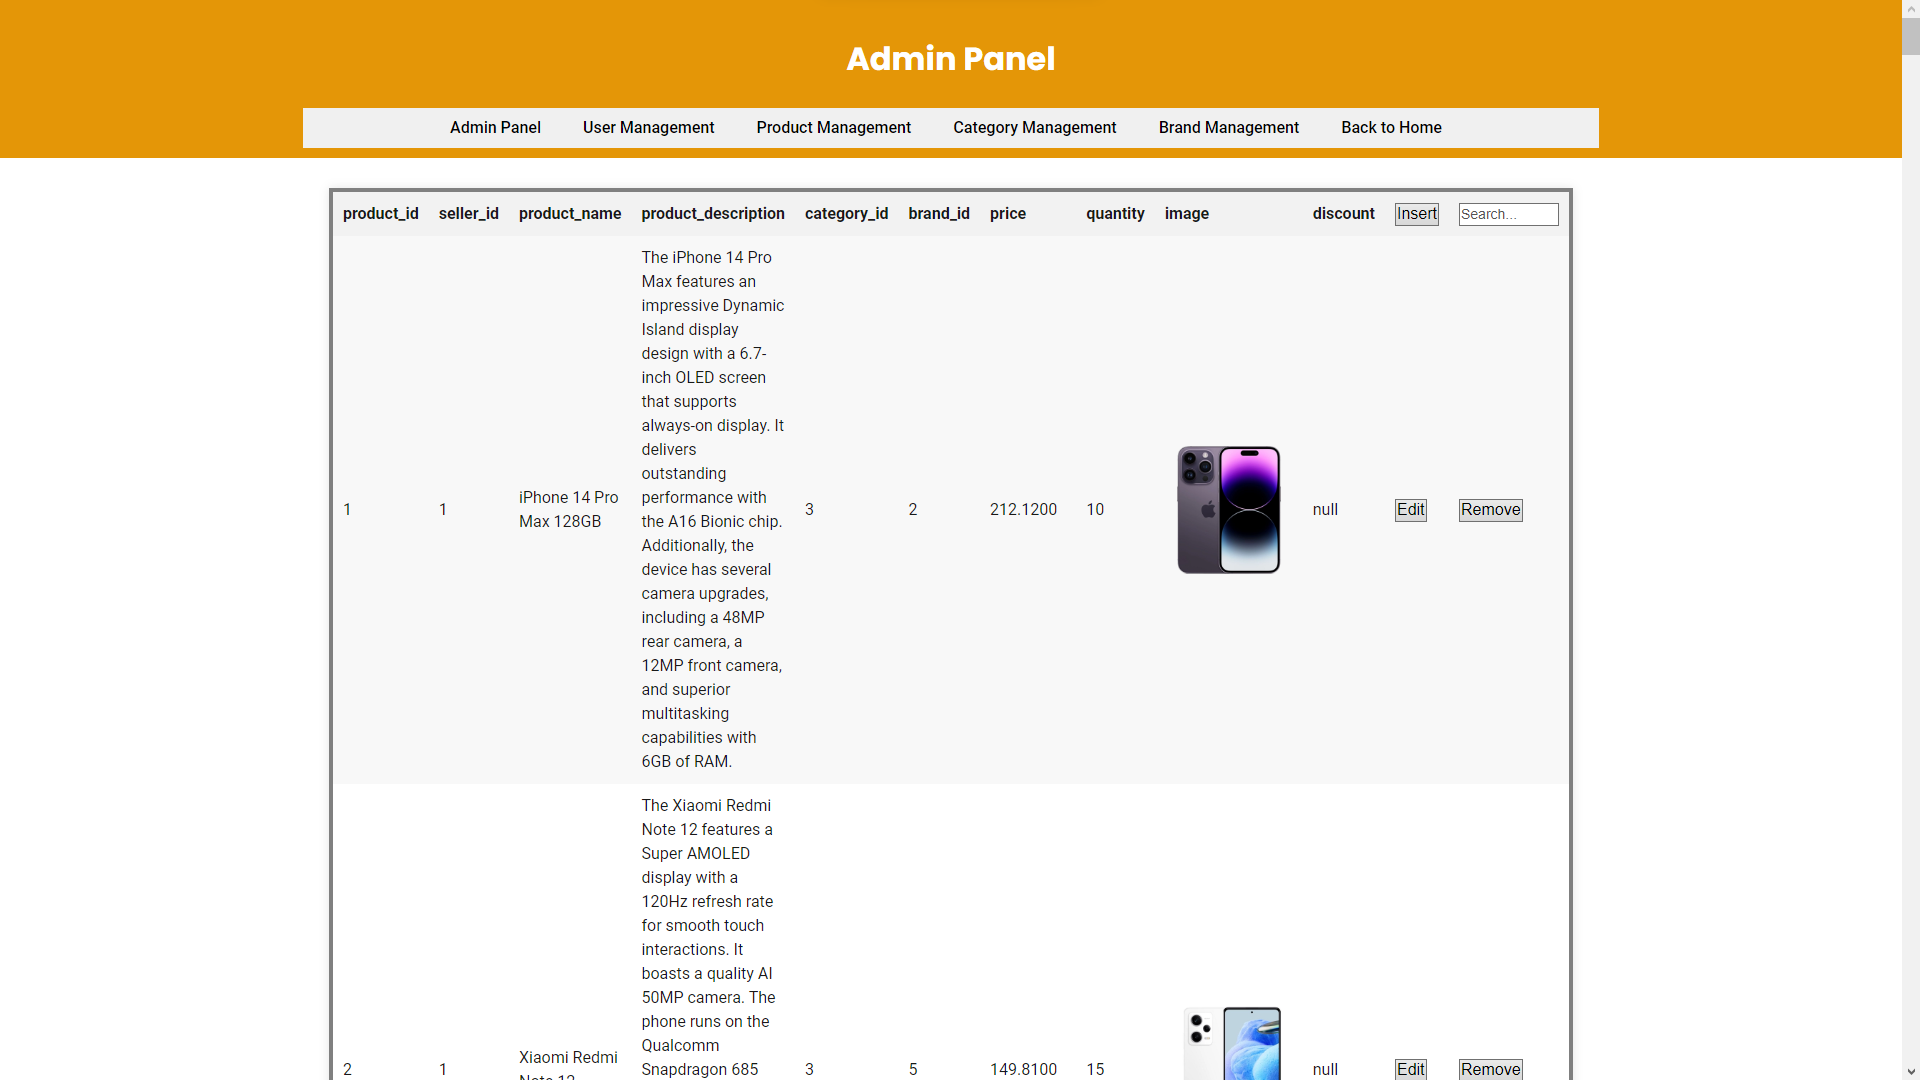 Admin Panel
Admin Panel User Management Product Management Category Management Brand Management Back to Home
product_id seller_id product_name product_description category_id brand_id price quantity image discount Insert Search...
The iPhone 14 Pro
Max features an
impressive Dynamic
Island display
design with a 6.7-
inch OLED screen
that supports
always-on display. It
delivers
outstanding
performance with
the A16 Bionic chip.
Additionally, the
device has several
camera upgrades,
including a 48MP
rear camera, a
12MP front camera,
and superior
multitasking
capabilities with
6GB of RAM.
1 1 iPhone 14 Pro
Max 128GB
3 2 212.1200 10 null Edit Remove
The Xiaomi Redmi
Note 12 features a
Super AMOLED
display with a
120Hz refresh rate
for smooth touch
interactions. It
boasts a quality AI
50MP camera. The
phone runs on the
Qualcomm
Snapdragon 685
2 1 Xiaomi Redmi
Note 12
3 5 149.8100 15 null Edit Remove